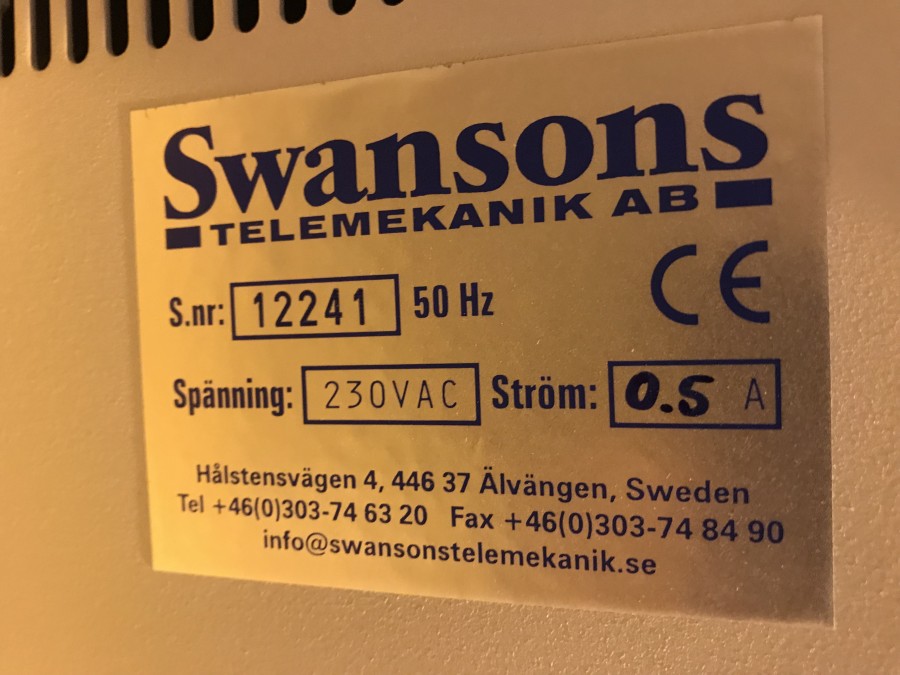 Swansons
TELEMEKANIK AB
S.nr: 12241 50 Hz CE
Spänning: 230VAC Ström: 0.5 A
Hålstensvägen 4, 446 37 Älvängen, Sweden
Tel +46(0)303-74 63 20 Fax +46(0)303-74 84 90
info@swansonstelemekanik.se